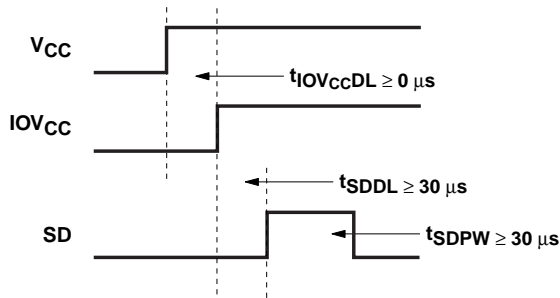 VCC
tIOVCCDL ≥ 0 μs
IOVCC
tSDDL ≥ 30 μs
SD
tSDPW ≥ 30 μs